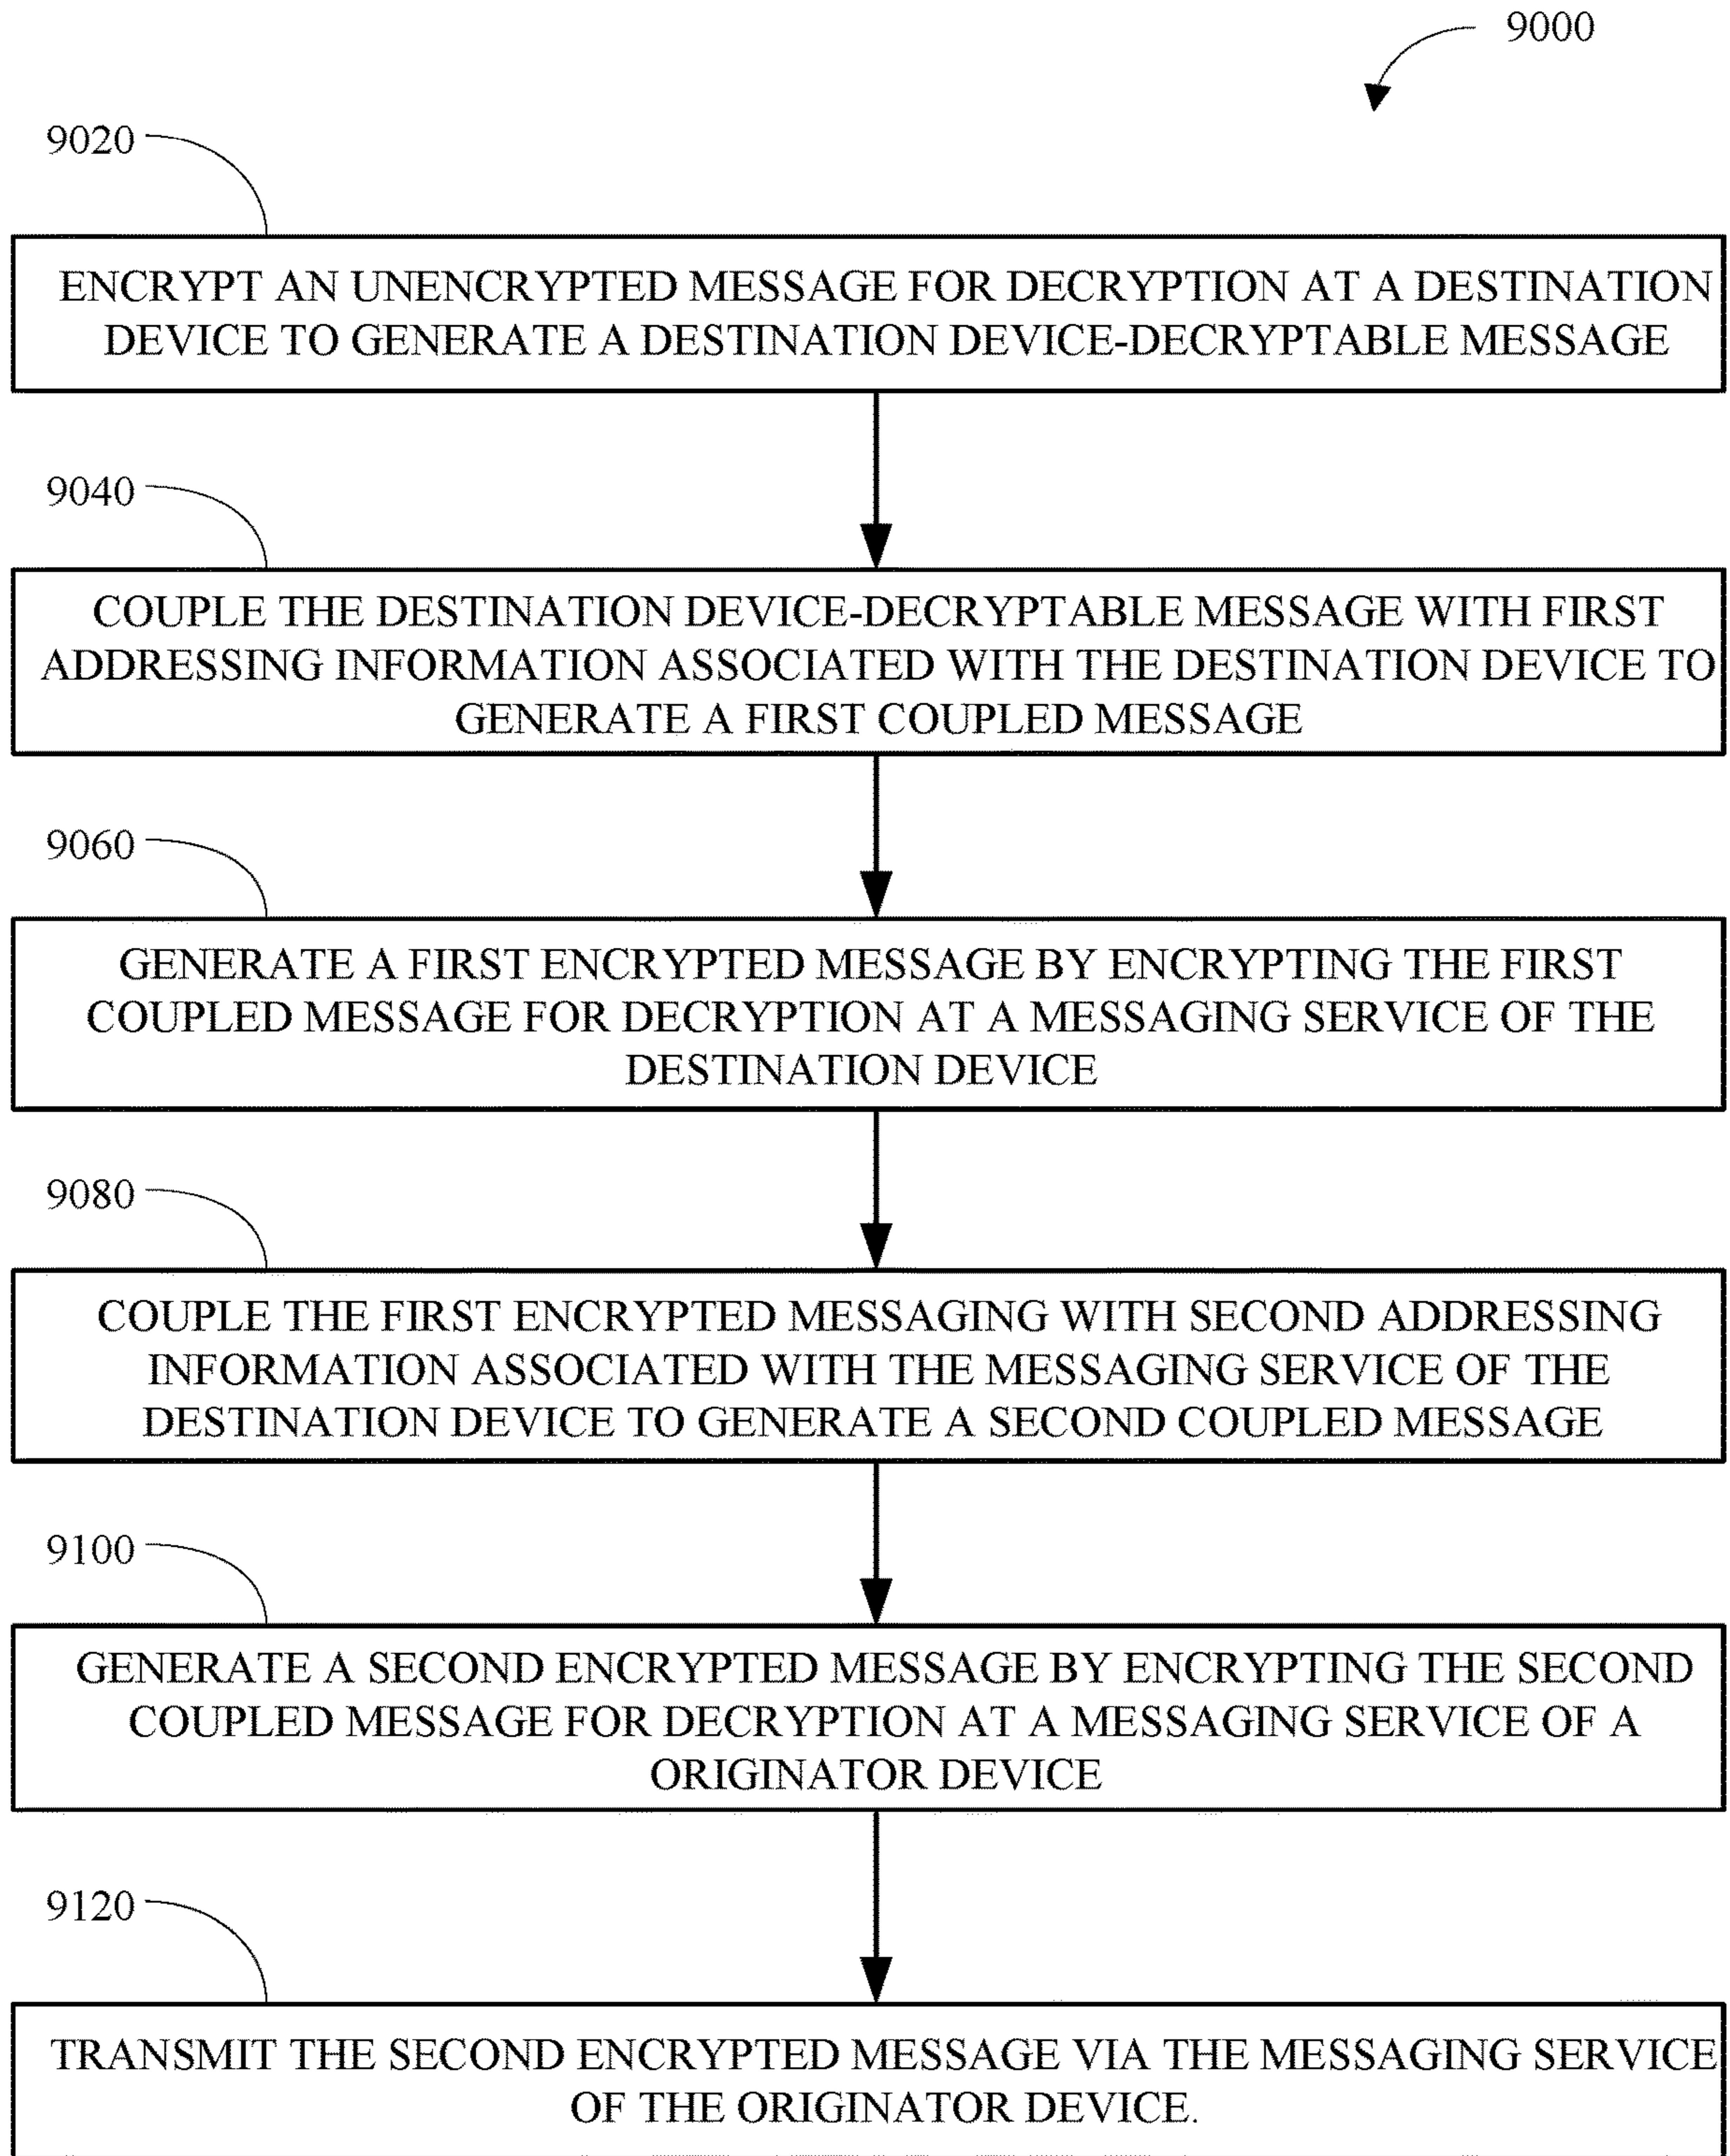 9000
9020
ENCRYPT AN UNENCRYPTED MESSAGE FOR DECRYPTION AT A DESTINATION
DEVICE TO GENERATE A DESTINATION DEVICE-DECRYPTABLE MESSAGE
9040
COUPLE THE DESTINATION DEVICE-DECRYPTABLE MESSAGE WITH FIRST
ADDRESSING INFORMATION ASSOCIATED WITH THE DESTINATION DEVICE TO
GENERATE A FIRST COUPLED MESSAGE
9060
GENERATE A FIRST ENCRYPTED MESSAGE BY ENCRYPTING THE FIRST
COUPLED MESSAGE FOR DECRYPTION AT A MESSAGING SERVICE OF THE
DESTINATION DEVICE
9080
COUPLE THE FIRST ENCRYPTED MESSAGING WITH SECOND ADDRESSING
INFORMATION ASSOCIATED WITH THE MESSAGING SERVICE OF THE
DESTINATION DEVICE TO GENERATE A SECOND COUPLED MESSAGE
9100
GENERATE A SECOND ENCRYPTED MESSAGE BY ENCRYPTING THE SECOND
COUPLED MESSAGE FOR DECRYPTION AT A MESSAGING SERVICE OF A
ORIGINATOR DEVICE
9120
TRANSMIT THE SECOND ENCRYPTED MESSAGE VIA THE MESSAGING SERVICE
OF THE ORIGINATOR DEVICE.